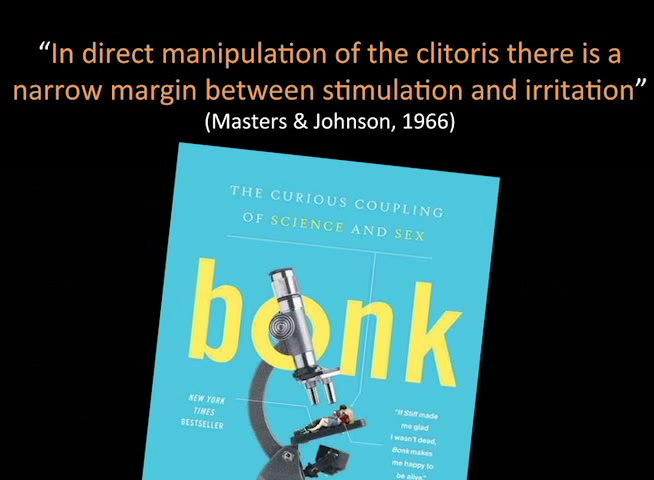 “In direct manipulation of the clitoris there is a
narrow margin between stimulation and irritation”
(Masters & Johnson, 1966)
THE CURIOUS COUPLING
OF SCIENCE AND SEX
bonk
NEW YORK
TIMES
BESTSELLER
"If Stiff made
me glad
I wasn't dead,
Bonk makes
me happy to
be alive."